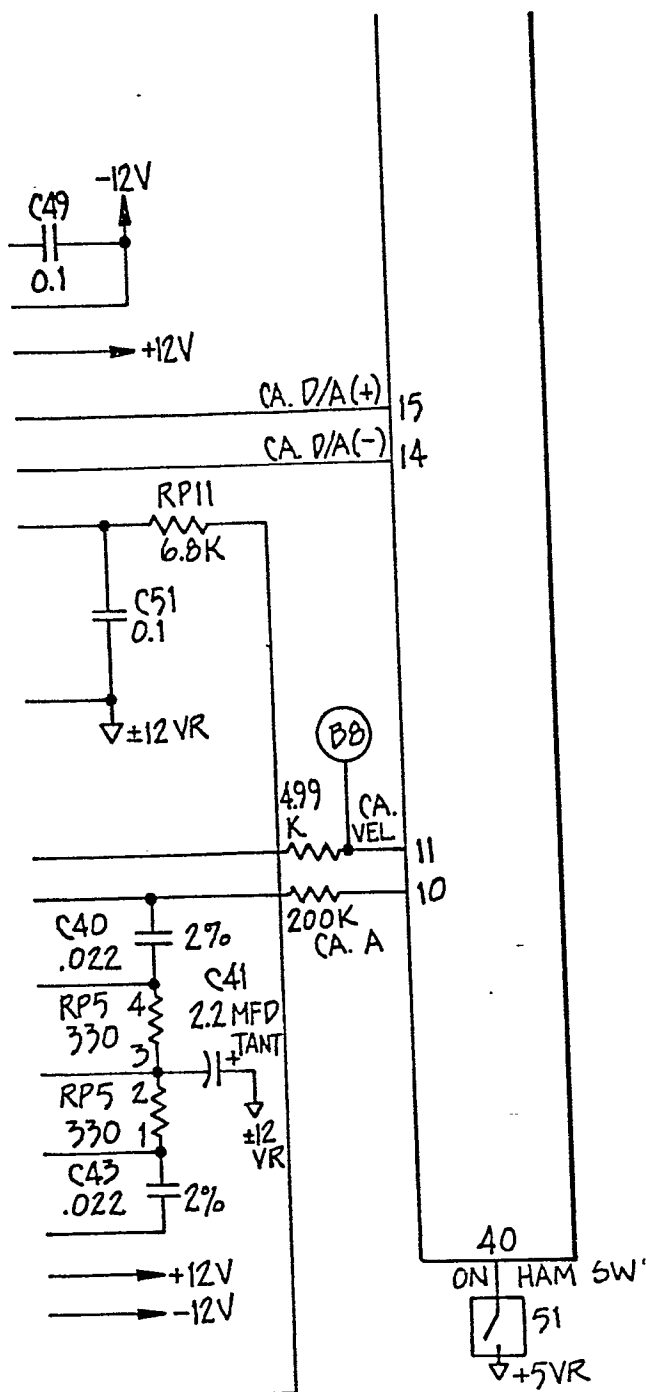 -12V
C49
0.1
+12V
CA. D/A(+)
15
CA. D/A(-)
14
RP11
6.8K
C51
0.1
±12 VR
B8
4.99
K
CA.
VEL
11
10
200K
CA. A
C40
.022
2%
C41
2.2 MFD
TANT
+
RP5
330
4
3
RP5
330
2
1
±12
VR
C43
.022
2%
+12V
-12V
40
ON HAM SW'
51
+5VR